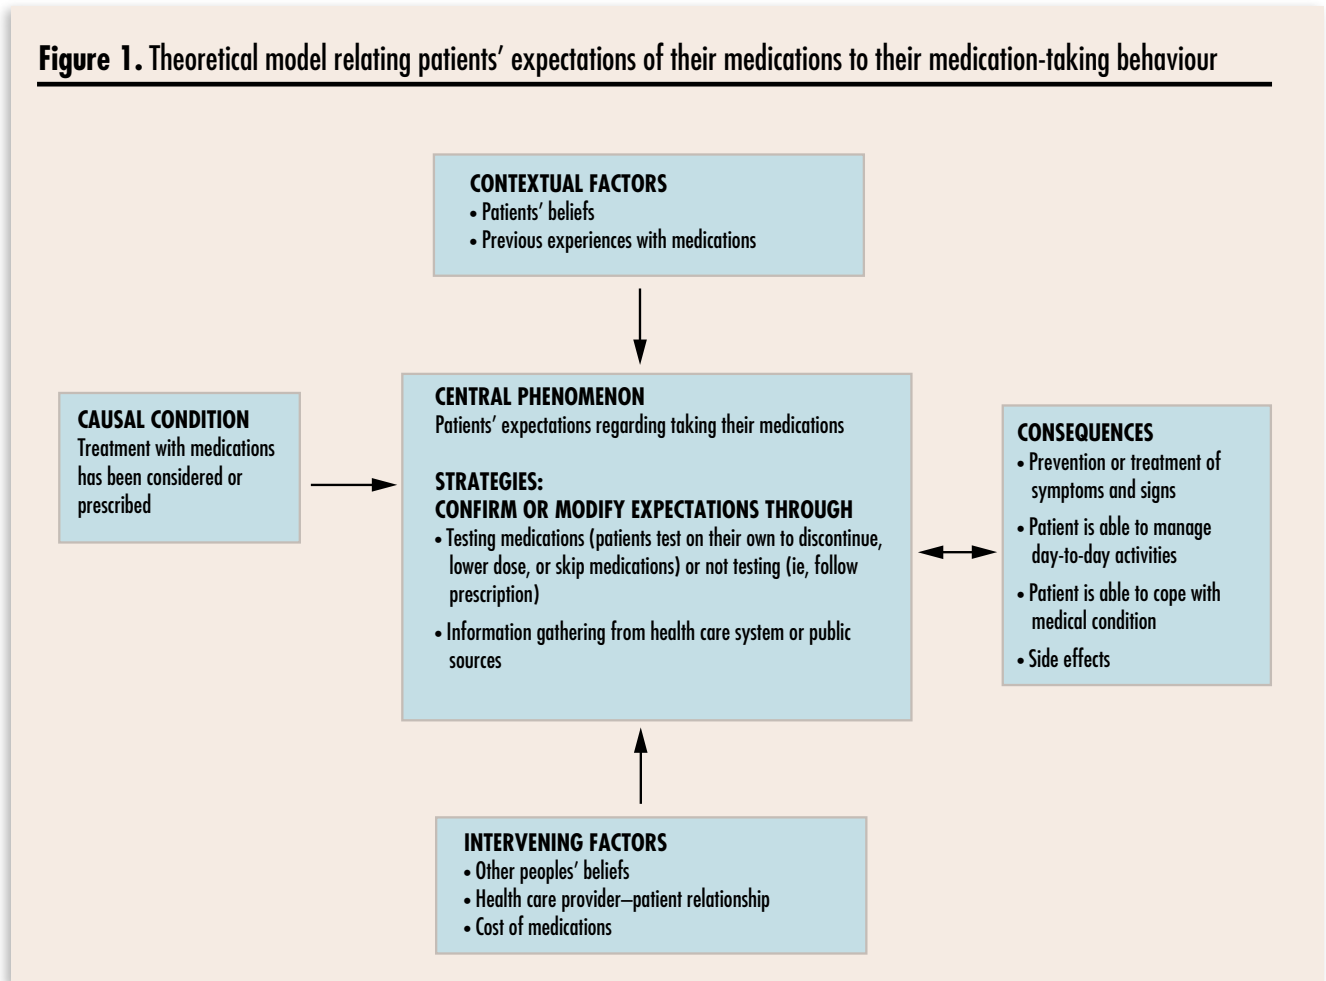 Figure 1. Theoretical model relating patients' expectations of their medications to their medication-taking behaviour
CONTEXTUAL FACTORS
• Patients' beliefs
• Previous experiences with medications
CAUSAL CONDITION
Treatment with medications
has been considered or
prescribed
CENTRAL PHENOMENON
Patients' expectations regarding taking their medications
STRATEGIES:
CONFIRM OR MODIFY EXPECTATIONS THROUGH
• Testing medications (patients test on their own to discontinue,
lower dose, or skip medications) or not testing (ie, follow
prescription)
• Information gathering from health care system or public
sources
CONSEQUENCES
• Prevention or treatment of
symptoms and signs
• Patient is able to manage
day-to-day activities
• Patient is able to cope with
medical condition
• Side effects
INTERVENING FACTORS
• Other peoples' beliefs
• Health care provider–patient relationship
• Cost of medications